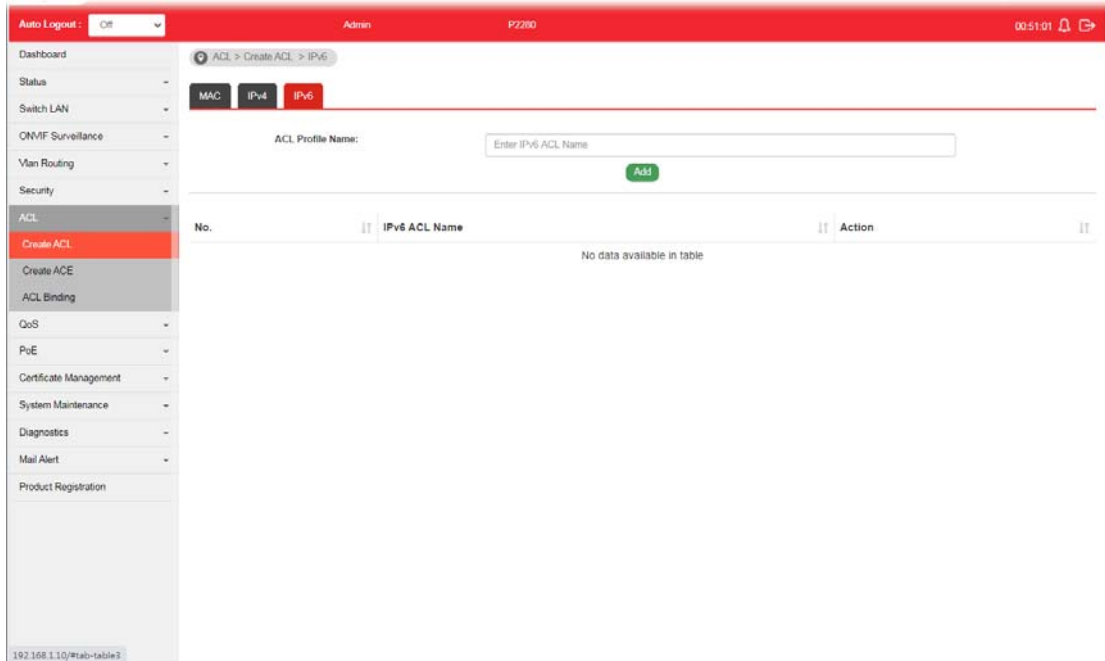 Auto Logout : Off Admin P2280 00:51:01
Dashboard
Status
Switch LAN
ONVIF Surveillance
Vlan Routing
Security
ACL
Create ACL
Create ACE
ACL Binding
QoS
PoE
Certificate Management
System Maintenance
Diagnostics
Mail Alert
Product Registration
ACL > Create ACL > IPv6
MAC IPv4 IPv6
ACL Profile Name: Enter IPv6 ACL Name
Add
No. IPv6 ACL Name Action
No data available in table
192.168.1.10/#tab-table3